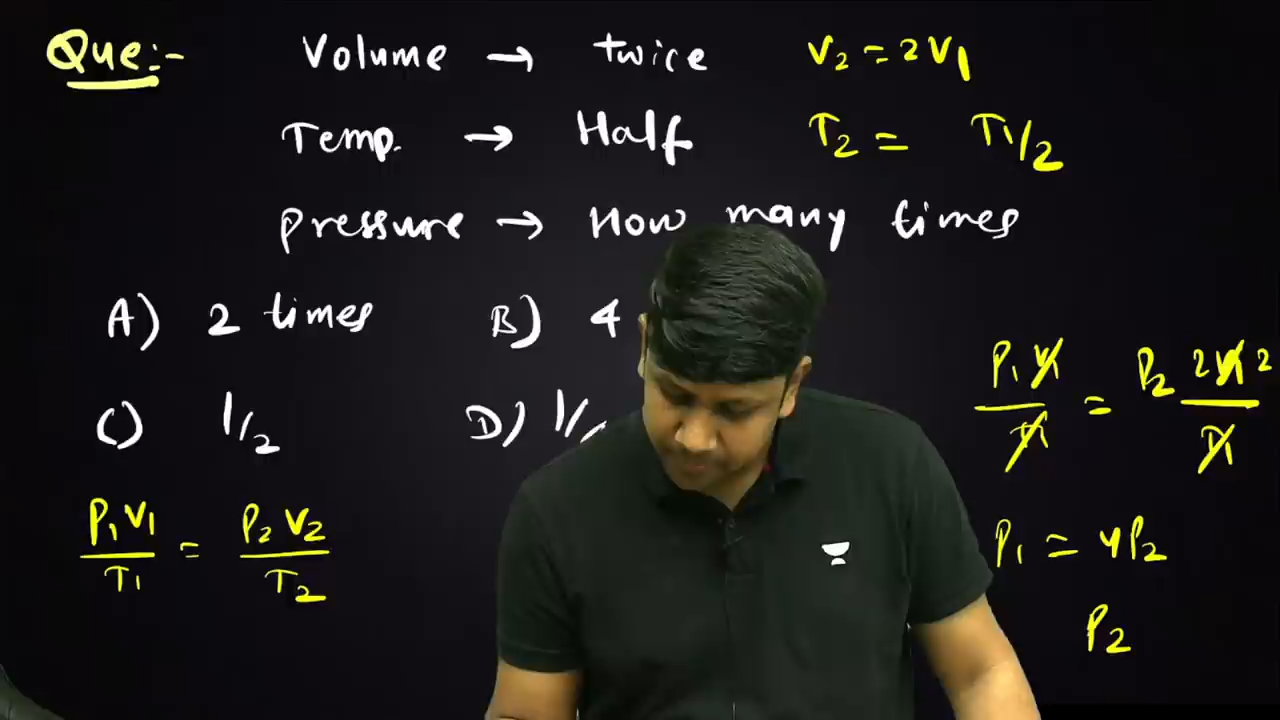 Que:- Volume → twice V₂ = 2V₁
Temp. → Half T₂ = T₁/2
pressure → How many times
A) 2 times B) 4
C) 1/2 D) 1/
P₁V₁/T₁ = P₂V₂/T₂
P₁V₁/T₁ = P₂ 2V₁ 2/T₁
P₁ = 4P₂
P₂